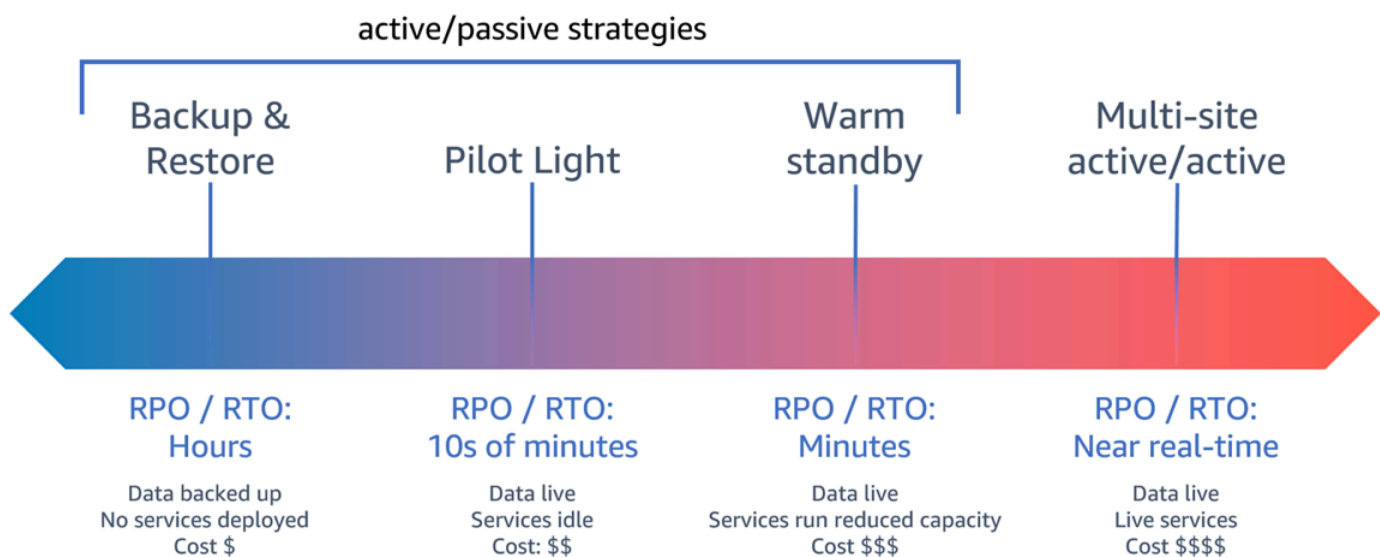 active/passive strategies
Backup &
Restore
Pilot Light
Warm
standby
Multi-site
active/active
RPO / RTO:
Hours
Data backed up
No services deployed
Cost $
RPO / RTO:
10s of minutes
Data live
Services idle
Cost: $$
RPO / RTO:
Minutes
Data live
Services run reduced capacity
Cost $$$
RPO / RTO:
Near real-time
Data live
Live services
Cost $$$$